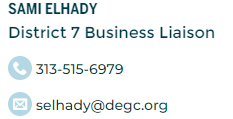 SAMI ELHADY
District 7 Business Liaison
313-515-6979
selhady@degc.org